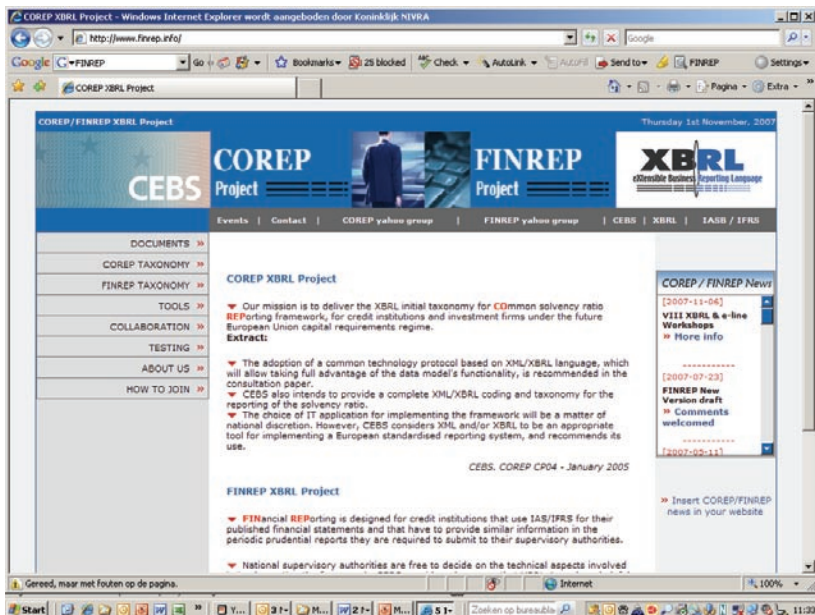 COREP XBRL Project - Windows Internet Explorer wordt aangeboden door Koninklijk NIVRA
http://www.finrep.info/
Google
Google
FINREP
Go
Bookmarks
25 blocked
Check
AutoLink
AutoFill
Send to
FINREP
Settings
COREP XBRL Project
Pagina
Extra
COREP/FINREP XBRL Project
Thursday 1st November, 2007
CEBS
COREP
Project
FINREP
Project
XBRL
eXtensible Business Reporting Language
Events | Contact | COREP yahoo group | FINREP yahoo group | CEBS | XBRL | IASB / IFRS
DOCUMENTS »
COREP TAXONOMY »
FINREP TAXONOMY »
TOOLS »
COLLABORATION »
TESTING »
ABOUT US »
HOW TO JOIN »
COREP XBRL Project
Our mission is to deliver the XBRL initial taxonomy for COmmon solvency ratio
REPorting framework, for credit institutions and investment firms under the future
European Union capital requirements regime.
Extract:
The adoption of a common technology protocol based on XML/XBRL language, which
will allow taking full advantage of the data model's functionality, is recommended in the
consultation paper.
CEBS also intends to provide a complete XML/XBRL coding and taxonomy for the
reporting of the solvency ratio.
The choice of IT application for implementing the framework will be a matter of
national discretion. However, CEBS considers XML and/or XBRL to be an appropriate
tool for implementing a European standardised reporting system, and recommends its
use.
CEBS. COREP CP04 - January 2005
FINREP XBRL Project
FINancial REPorting is designed for credit institutions that use IAS/IFRS for their
published financial statements and that have to provide similar information in the
periodic prudential reports they are required to submit to their supervisory authorities.
National supervisory authorities are free to decide on the technical aspects involved
COREP / FINREP News
[2007-11-06]
VIII XBRL & e-line
Workshops
» More info
-----------
[2007-07-23]
FINREP New
Version draft
» Comments
welcomed
-----------
[2007-05-11]
» Insert COREP/FINREP
news in your website
Gereed, maar met fouten op de pagina.
Internet
100%
Start
Zoeken op bureaubla
11:33